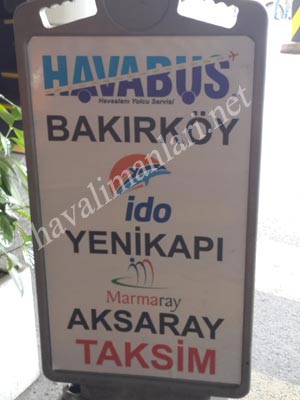 HAVABUS
Havaalanı Yolcu Servisi
BAKIRKÖY
ido
YENİKAPI
Marmaray
AKSARAY
TAKSİM
havalimanlari.net